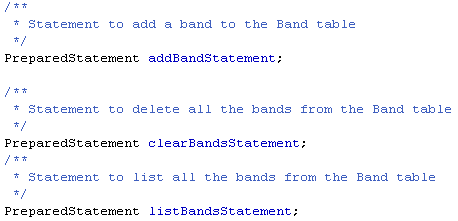 /**
 * Statement to add a band to the Band table
 */
PreparedStatement addBandStatement;

/**
 * Statement to delete all the bands from the Band table
 */
PreparedStatement clearBandsStatement;
/**
 * Statement to list all the bands from the Band table
 */
PreparedStatement listBandsStatement;